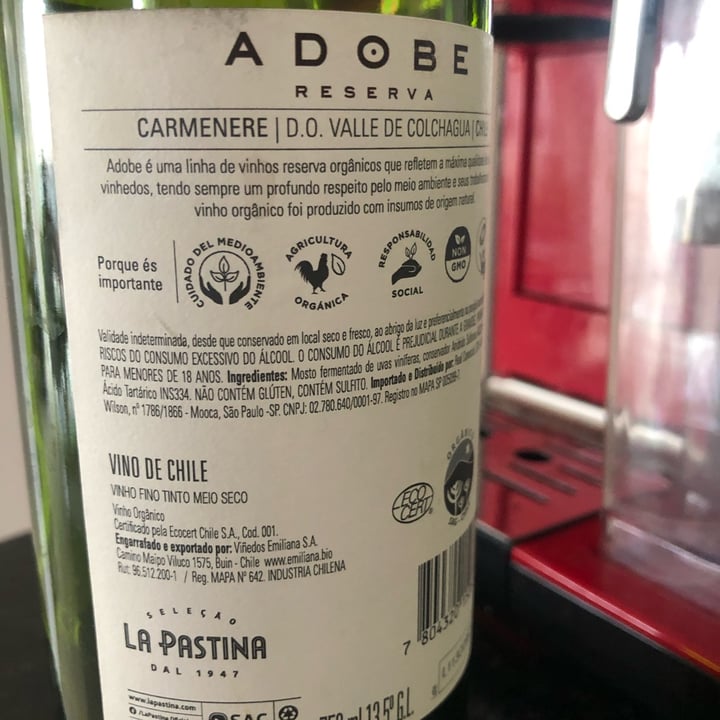 ADOBE
RESERVA
CARMENERE | D.O. VALLE DE COLCHAGUA |
Adobe é uma linha de vinhos reserva orgânicos que refletem a máxima
vinhedos, tendo sempre um profundo respeito pelo meio ambiente e seus
vinho orgânico foi produzido com insumos de origem natural.
Porque és
importante
CUIDADO DEL MEDIOAMBIENTE
AGRICULTURA
ORGÁNICA
RESPONSABILIDAD
SOCIAL
NON
GMO
Validade indeterminada, desde que conservado em local seco e fresco, ao abrigo da luz e preferencialmente
RISCOS DO CONSUMO EXCESSIVO DO ÁLCOOL. O CONSUMO DO ÁLCOOL É PREJUDICIAL DURANTE A
PARA MENORES DE 18 ANOS. Ingredientes: Mosto fermentado de uvas viníferas, conservador
Ácido Tartárico INS334. NÃO CONTÉM GLÚTEN, CONTÉM SULFITO. Importado e Distribuido por:
Wilson, nº 1786/1866 - Mooca, São Paulo -SP. CNPJ: 02.780.640/0001-97. Registro no MAPA SP
VINO DE CHILE
VINHO FINO TINTO MEIO SECO
Vinho Orgânico
Certificado pela Ecocert Chile S.A., Cod. 001.
Engarrafado e exportado por: Viñedos Emiliana S.A.
Camino Maipo Viluco 1575, Buin - Chile www.emiliana.bio
Rut: 96.512.200-1 / Reg. MAPA Nº 642. INDUSTRIA CHILENA
ECO
CERT
SELEÇÃO
LA PASTINA
DAL 1947
7 804320
www.lapastina.com
SAC
13,5º G.L.